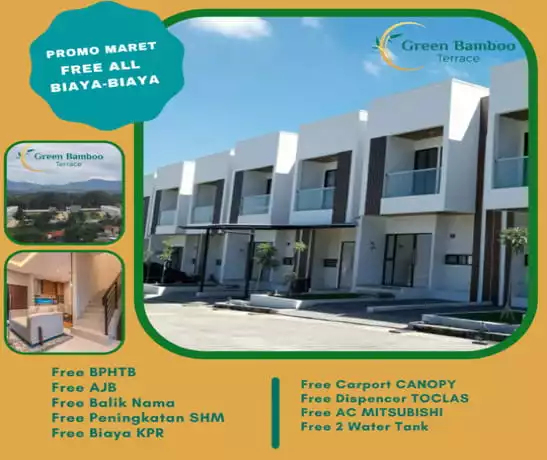 PROMO MARET
FREE ALL
BIAYA-BIAYA
Green Bamboo
Terrace
Green Bamboo
Terrace
Free BPHTB
Free AJB
Free Balik Nama
Free Peningkatan SHM
Free Biaya KPR
Free Carport CANOPY
Free Dispencer TOCLAS
Free AC MITSUBISHI
Free 2 Water Tank